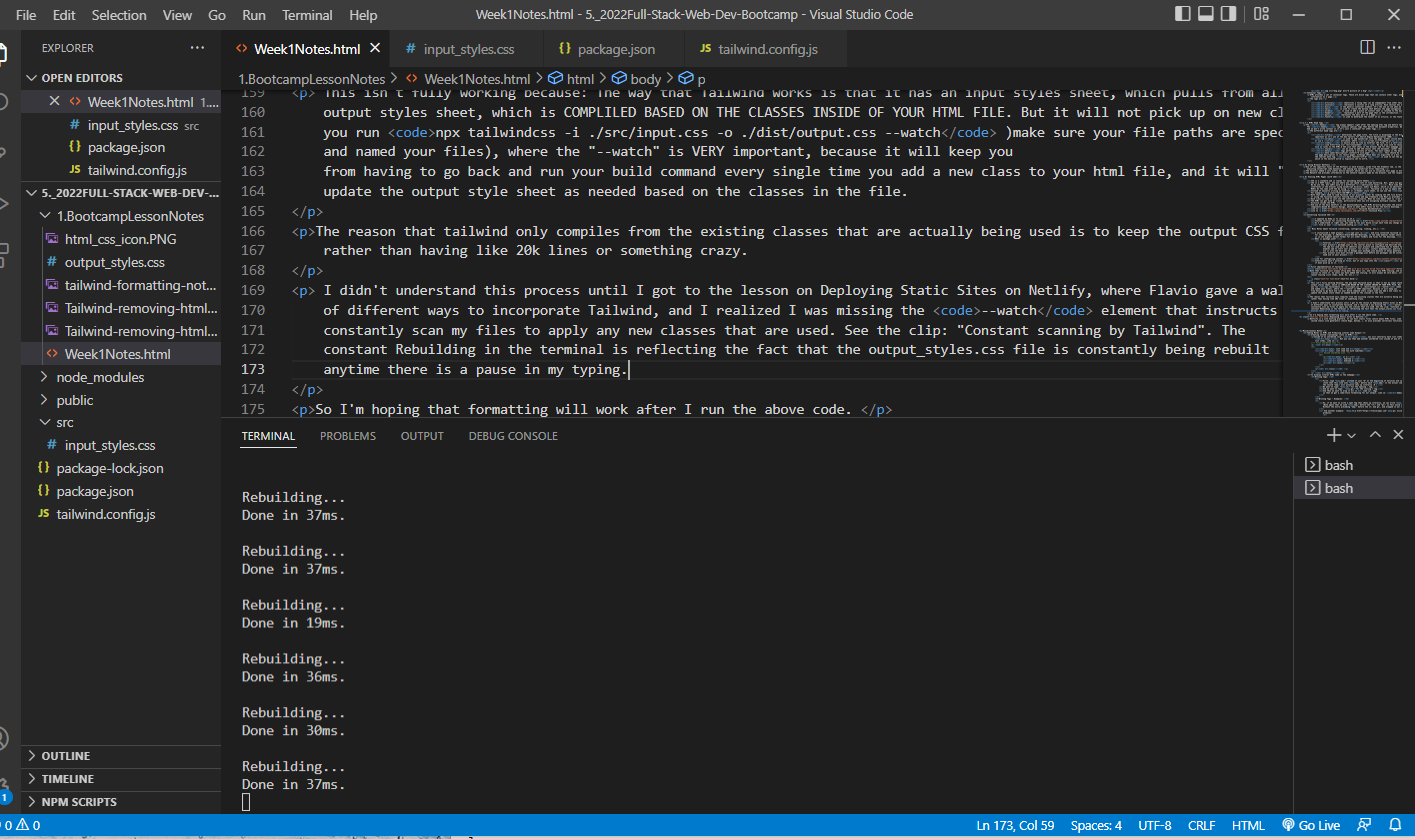 File Edit Selection View Go Run Terminal Help
Week1Notes.html - 5._2022Full-Stack-Web-Dev-Bootcamp - Visual Studio Code
EXPLORER
OPEN EDITORS
Week1Notes.html 1....
# input_styles.css src
{} package.json
JS tailwind.config.js
5._2022FULL-STACK-WEB-DEV-...
1.BootcampLessonNotes
html_css_icon.PNG
# output_styles.css
tailwind-formatting-not...
Tailwind-removing-html...
Tailwind-removing-html...
<> Week1Notes.html
node_modules
public
src
# input_styles.css
{} package-lock.json
{} package.json
JS tailwind.config.js
OUTLINE
TIMELINE
NPM SCRIPTS
<> Week1Notes.html
# input_styles.css
{} package.json
JS tailwind.config.js
1.BootcampLessonNotes > <> Week1Notes.html > html > body > p
159 <p> This isn't fully working because: The way that Tailwind works is that it has an input styles sheet, which pulls from all
160 output styles sheet, which is COMPLILED BASED ON THE CLASSES INSIDE OF YOUR HTML FILE. But it will not pick up on new cl
161 you run <code>npx tailwindcss -i ./src/input.css -o ./dist/output.css --watch</code> )make sure your file paths are spec
162 and named your files), where the "--watch" is VERY important, because it will keep you
163 from having to go back and run your build command every single time you add a new class to your html file, and it will "
164 update the output style sheet as needed based on the classes in the file.
165 </p>
166 <p>The reason that tailwind only compiles from the existing classes that are actually being used is to keep the output CSS f
167 rather than having like 20k lines or something crazy.
168 </p>
169 <p> I didn't understand this process until I got to the lesson on Deploying Static Sites on Netlify, where Flavio gave a wal
170 of different ways to incorporate Tailwind, and I realized I was missing the <code>--watch</code> element that instructs
171 constantly scan my files to apply any new classes that are used. See the clip: "Constant scanning by Tailwind". The
172 constant Rebuilding in the terminal is reflecting the fact that the output_styles.css file is constantly being rebuilt
173 anytime there is a pause in my typing.
174 </p>
175 <p>So I'm hoping that formatting will work after I run the above code. </p>
TERMINAL PROBLEMS OUTPUT DEBUG CONSOLE
Rebuilding...
Done in 37ms.
Rebuilding...
Done in 37ms.
Rebuilding...
Done in 19ms.
Rebuilding...
Done in 36ms.
Rebuilding...
Done in 30ms.
Rebuilding...
Done in 37ms.
bash
bash
1
0 0
Ln 173, Col 59 Spaces: 4 UTF-8 CRLF HTML Go Live